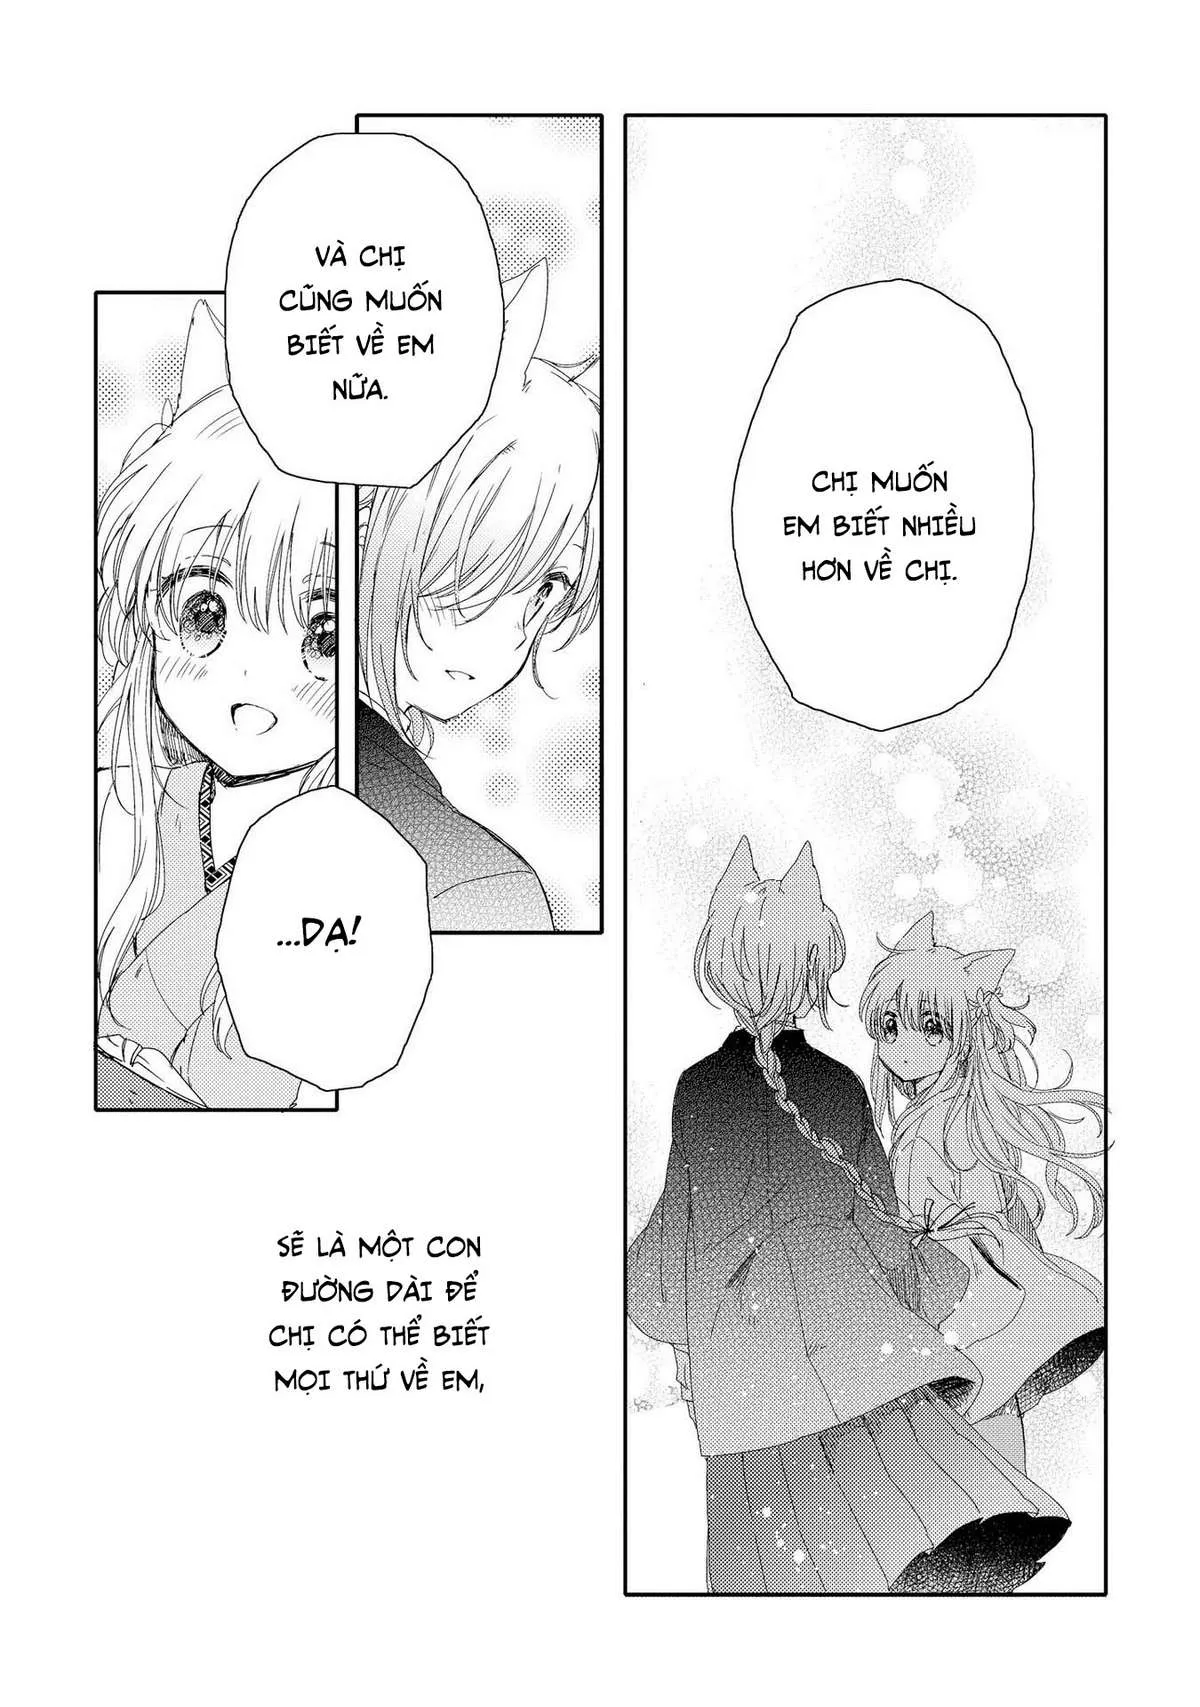 CHỊ MUỐN
EM BIẾT NHIỀU
HƠN VỀ CHỊ.
VÀ CHỊ
CŨNG MUỐN
BIẾT VỀ EM
NỮA.
...DẠ!
SẼ LÀ MỘT CON
ĐƯỜNG DÀI ĐỂ
CHỊ CÓ THỂ BIẾT
MỌI THỨ VỀ EM,